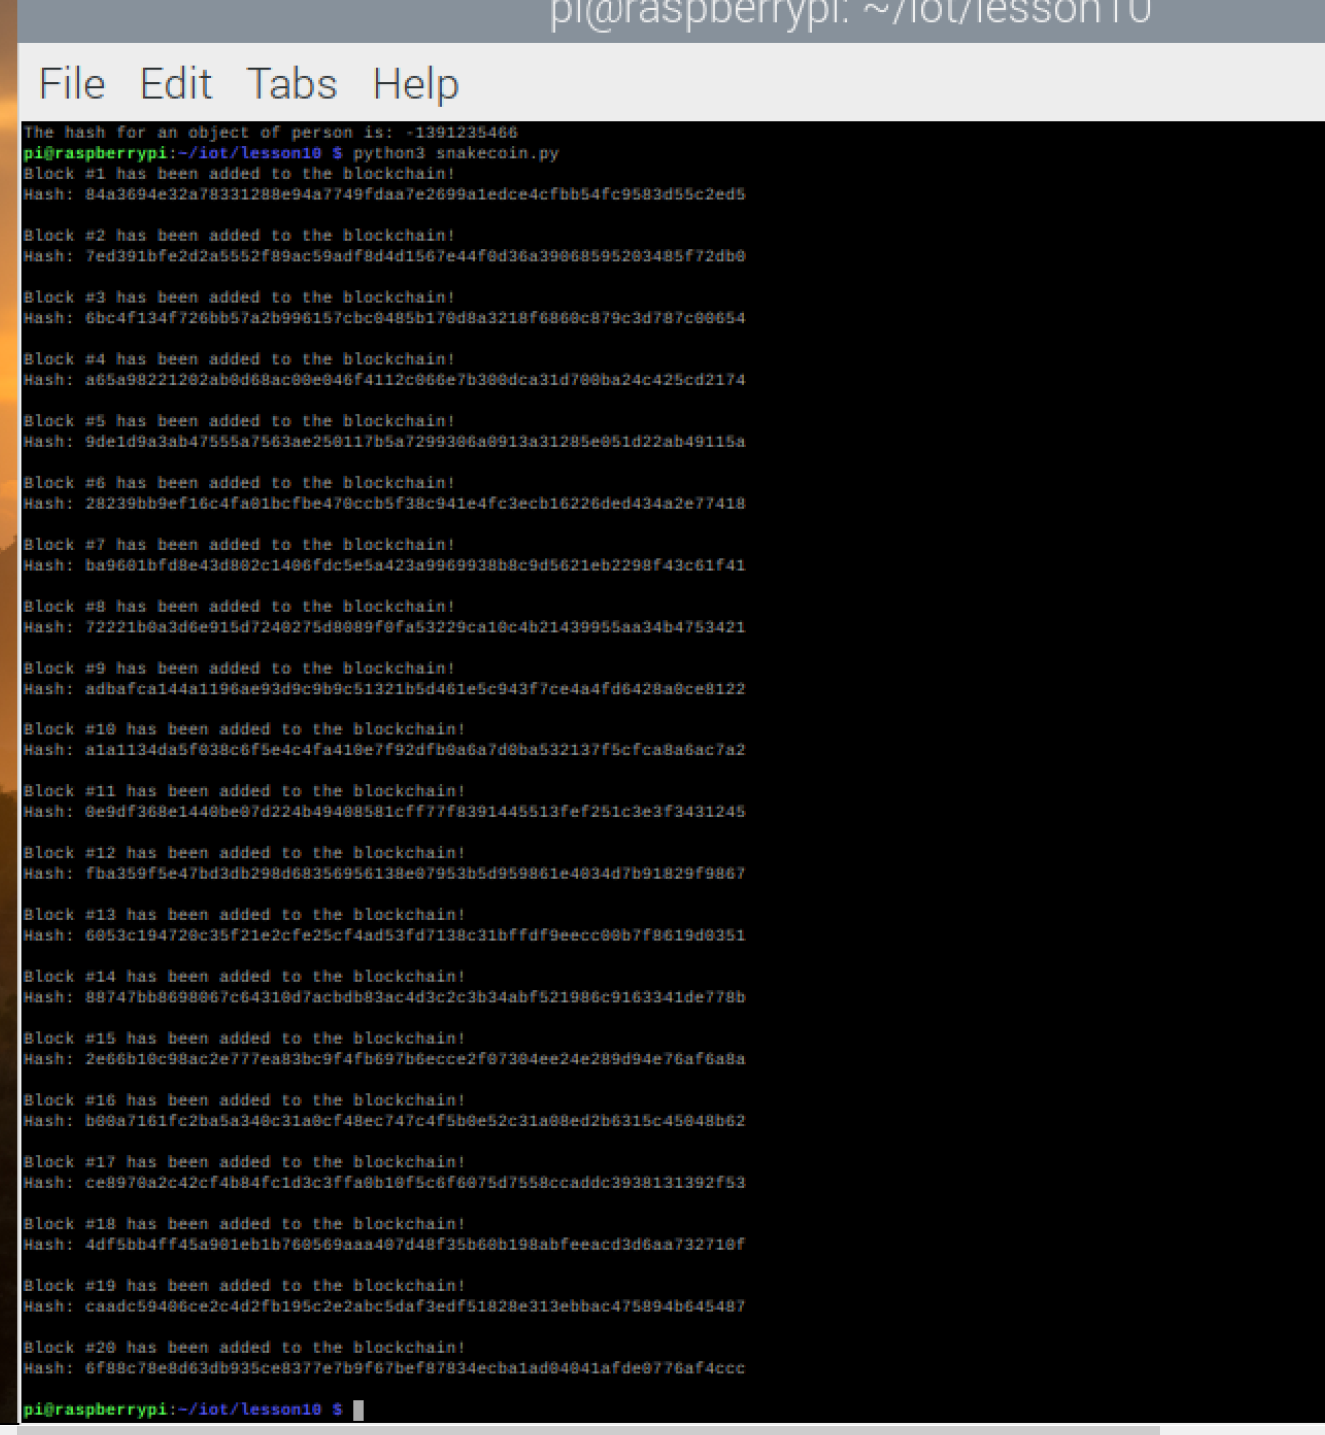 pi@raspberrypi: ~/iot/lesson10
File Edit Tabs Help
The hash for an object of person is: -1391235466
pi@raspberrypi:~/iot/lesson10 $ python3 snakecoin.py
Block #1 has been added to the blockchain!
Hash: 84a3694e32a78331288e94a7749fdaa7e2699a1edce4cfbb54fc9583d55c2ed5
Block #2 has been added to the blockchain!
Hash: 7ed391bfe2d2a5552f89ac59adf8d4d1567e44f0d36a39068595203485f72db0
Block #3 has been added to the blockchain!
Hash: 6bc4f134f726bb57a2b996157cbc0485b170d8a3218f6860c879c3d787c00654
Block #4 has been added to the blockchain!
Hash: a65a98221202ab0d68ac00e046f4112c066e7b300dca31d700ba24c425cd2174
Block #5 has been added to the blockchain!
Hash: 9de1d9a3ab47555a7563ae250117b5a7299306a0913a31285e051d22ab49115a
Block #6 has been added to the blockchain!
Hash: 28239bb9ef16c4fa01bcfbe470ccb5f38c941e4fc3ecb16226ded434a2e77418
Block #7 has been added to the blockchain!
Hash: ba9601bfd8e43d802c1406fdc5e5a423a9969938b8c9d5621eb2298f43c61f41
Block #8 has been added to the blockchain!
Hash: 72221b0a3d6e915d7240275d8089f0fa53229ca10c4b21439955aa34b4753421
Block #9 has been added to the blockchain!
Hash: adbafca144a1196ae93d9c9b9c51321b5d461e5c943f7ce4a4fd6428a0ce8122
Block #10 has been added to the blockchain!
Hash: a1a1134da5f038c6f5e4c4fa410e7f92dfb0a6a7d0ba532137f5cfca8a6ac7a2
Block #11 has been added to the blockchain!
Hash: 0e9df368e1440be07d224b49408581cff77f8391445513fef251c3e3f3431245
Block #12 has been added to the blockchain!
Hash: fba359f5e47bd3db298d68356956138e07953b5d959861e4034d7b91829f9867
Block #13 has been added to the blockchain!
Hash: 6053c194720c35f21e2cfe25cf4ad53fd7138c31bffdf9eecc00b7f8619d0351
Block #14 has been added to the blockchain!
Hash: 88747bb8698067c64310d7acbdb83ac4d3c2c3b34abf521986c9163341de778b
Block #15 has been added to the blockchain!
Hash: 2e66b10c98ac2e777ea83bc9f4fb697b6ecce2f07304ee24e289d94e76af6a8a
Block #16 has been added to the blockchain!
Hash: b00a7161fc2ba5a340c31a0cf48ec747c4f5b0e52c31a08ed2b6315c45048b62
Block #17 has been added to the blockchain!
Hash: ce8970a2c42cf4b84fc1d3c3ffa0b10f5c6f6075d7558ccaddc3938131392f53
Block #18 has been added to the blockchain!
Hash: 4df5bb4ff45a901eb1b760569aaa407d48f35b60b198abfeeacd3d6aa732710f
Block #19 has been added to the blockchain!
Hash: caadc59406ce2c4d2fb195c2e2abc5daf3edf51828e313ebbac475894b645487
Block #20 has been added to the blockchain!
Hash: 6f88c78e8d63db935ce8377e7b9f67bef87834ecba1ad04041afde0776af4ccc
pi@raspberrypi:~/iot/lesson10 $